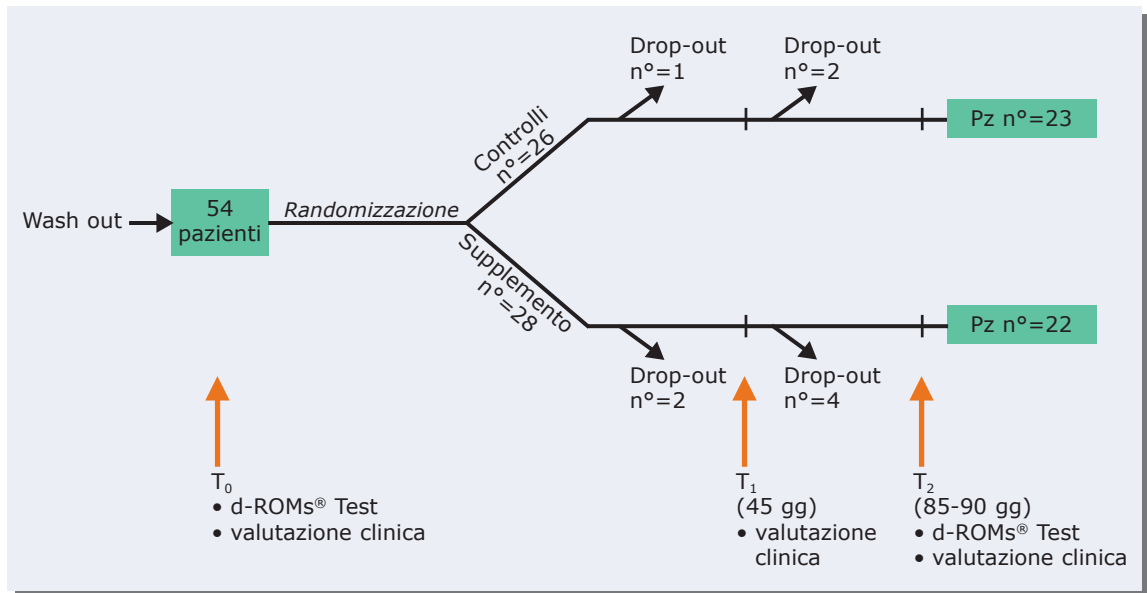 Drop-out
n°=1
Drop-out
n°=2
Controlli
n°=26
Pz n°=23
Wash out
54
pazienti
Randomizzazione
Supplemento
n°=28
Pz n°=22
Drop-out
n°=2
Drop-out
n°=4
T₀
• d-ROMs® Test
• valutazione clinica
T₁
(45 gg)
• valutazione
clinica
T₂
(85-90 gg)
• d-ROMs® Test
• valutazione clinica